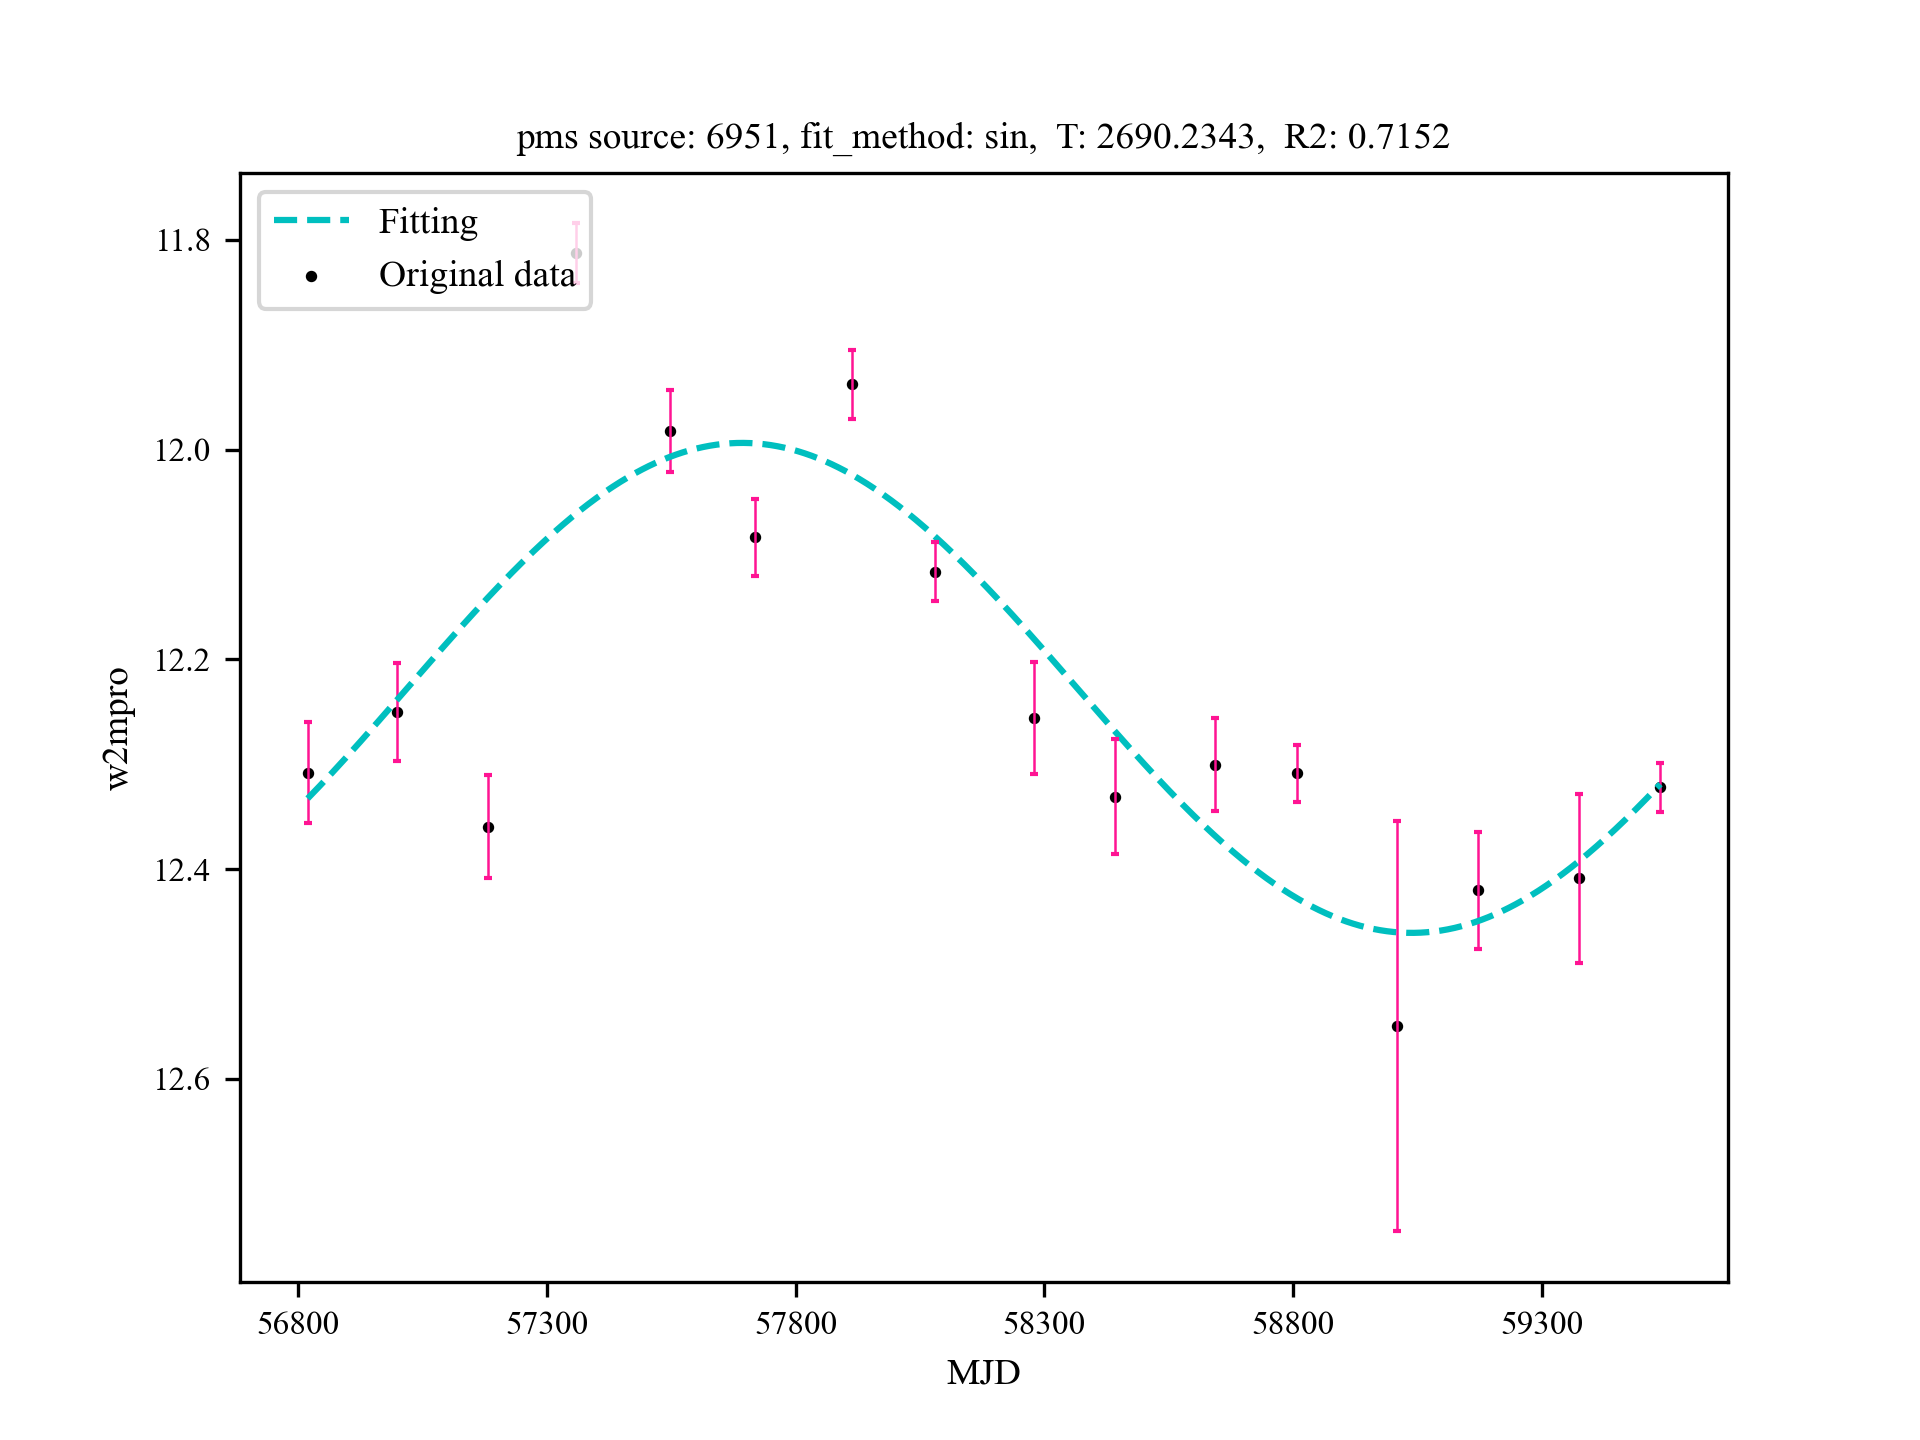 pms source: 6951, fit_method: sin,  T: 2690.2343,  R2: 0.7152
Fitting
Original data
11.8
12.0
12.2
12.4
12.6
w2mpro
56800 57300 57800 58300 58800 59300
MJD